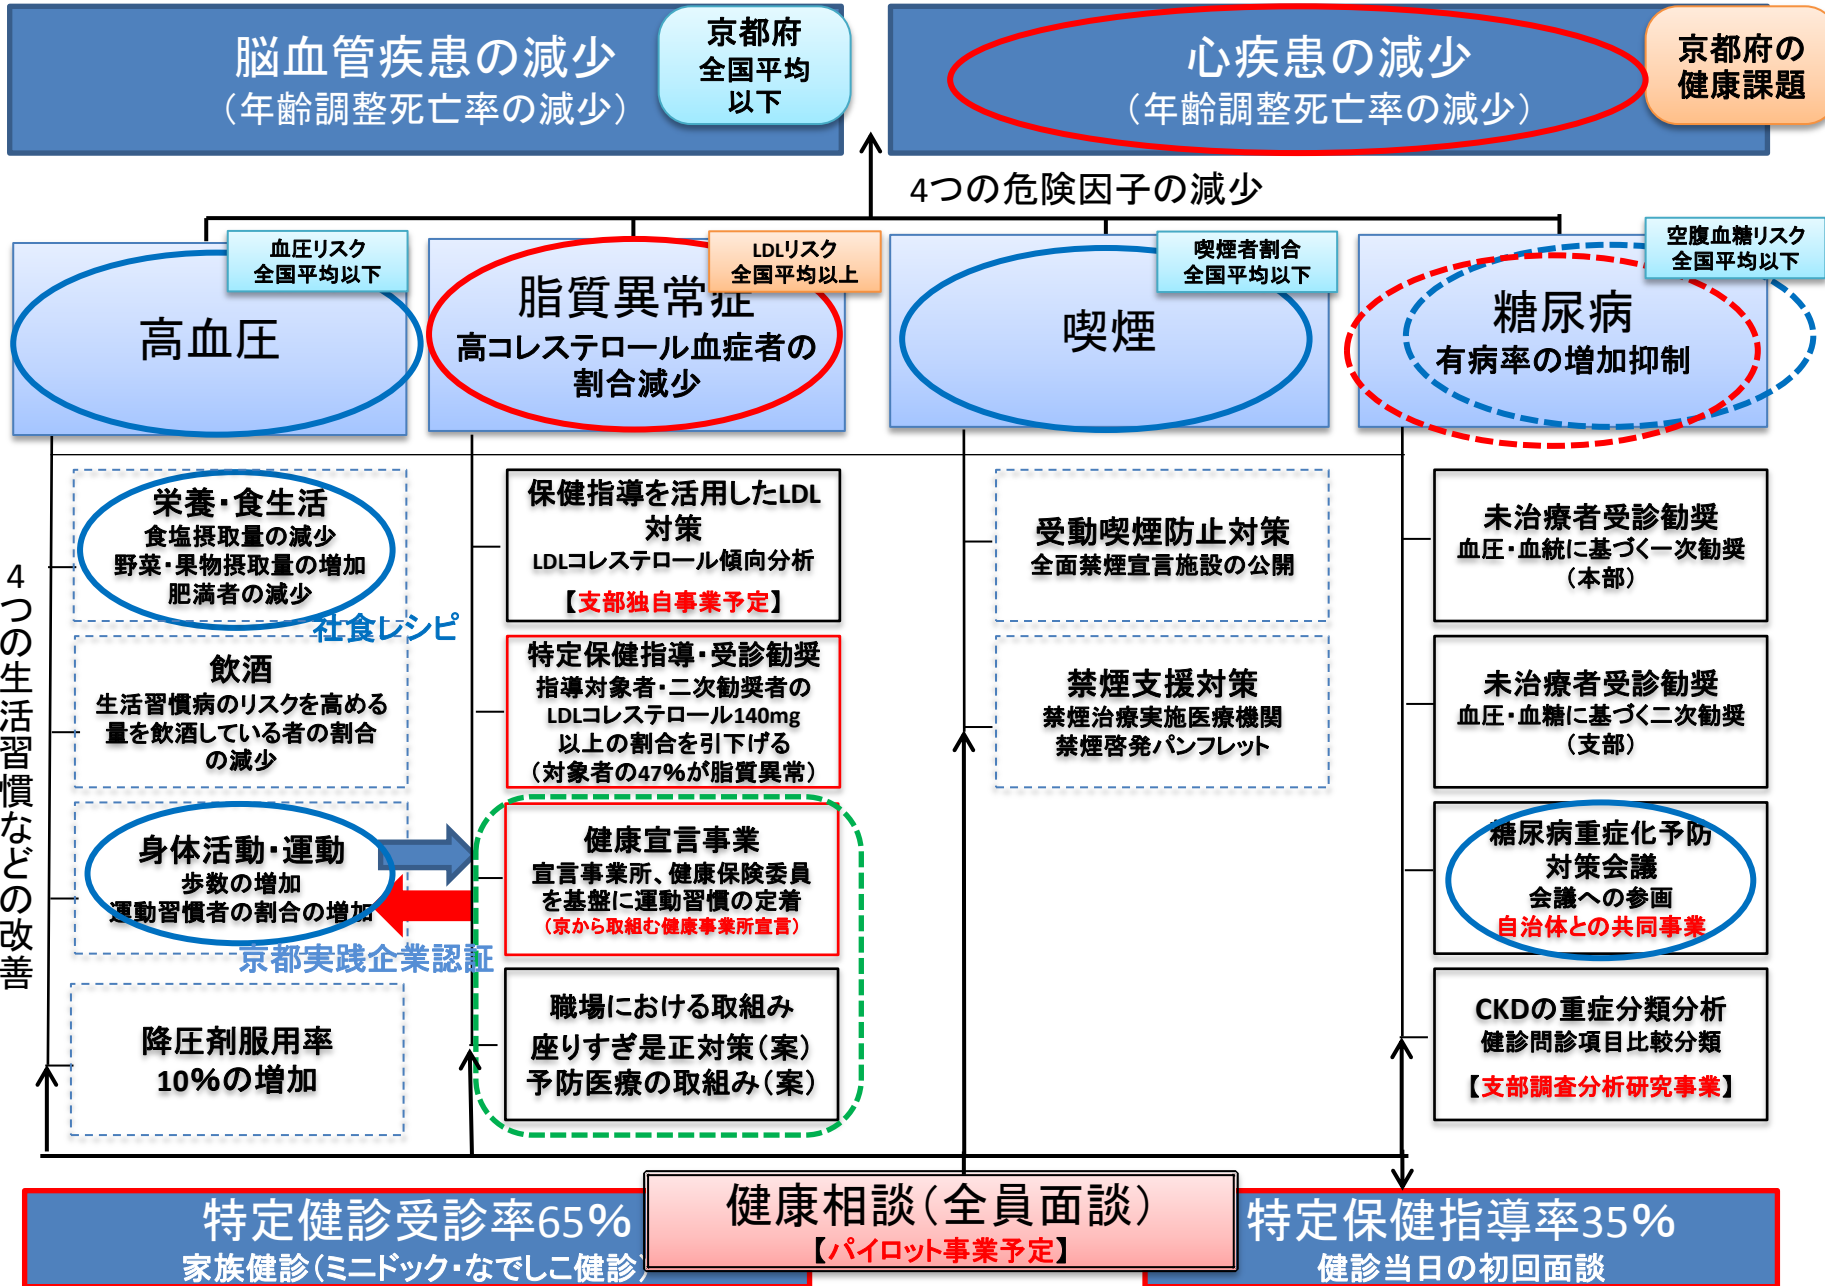 脳血管疾患の減少
（年齢調整死亡率の減少）
京都府
全国平均
以下
心疾患の減少
（年齢調整死亡率の減少）
京都府の
健康課題
4つの危険因子の減少
血圧リスク
全国平均以下
高血圧
LDLリスク
全国平均以上
脂質異常症
高コレステロール血症者の
割合減少
喫煙者割合
全国平均以下
喫煙
空腹血糖リスク
全国平均以下
糖尿病
有病率の増加抑制
4つの生活習慣などの改善
栄養・食生活
食塩摂取量の減少
野菜・果物摂取量の増加
肥満者の減少
社食レシピ
飲酒
生活習慣病のリスクを高める
量を飲酒している者の割合
の減少
身体活動・運動
歩数の増加
運動習慣者の割合の増加
京都実践企業認証
降圧剤服用率
10%の増加
保健指導を活用したLDL
対策
LDLコレステロール傾向分析
【支部独自事業予定】
特定保健指導・受診勧奨
指導対象者・二次勧奨者の
LDLコレステロール140mg
以上の割合を引下げる
（対象者の47%が脂質異常）
健康宣言事業
宣言事業所、健康保険委員
を基盤に運動習慣の定着
（京から取組む健康事業所宣言）
職場における取組み
座りすぎ是正対策（案）
予防医療の取組み（案）
受動喫煙防止対策
全面禁煙宣言施設の公開
禁煙支援対策
禁煙治療実施医療機関
禁煙啓発パンフレット
未治療者受診勧奨
血圧・血統に基づく一次勧奨
（本部）
未治療者受診勧奨
血圧・血糖に基づく二次勧奨
（支部）
糖尿病重症化予防
対策会議
会議への参画
自治体との共同事業
CKDの重症分類分析
健診問診項目比較分類
【支部調査分析研究事業】
特定健診受診率65%
家族健診（ミニドック・なでしこ健診）
健康相談（全員面談）
【パイロット事業予定】
特定保健指導率35%
健診当日の初回面談